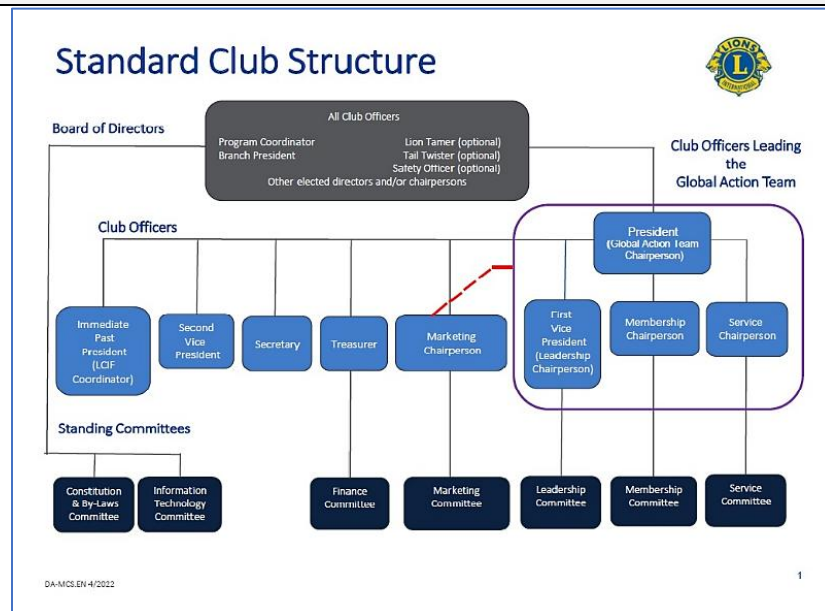 Standard Club Structure
LIONS
L
INTERNATIONAL
Board of Directors
All Club Officers
Program Coordinator
Lion Tamer (optional)
Branch President
Tail Twister (optional)
Safety Officer (optional)
Other elected directors and/or chairpersons
Club Officers Leading
the
Global Action Team
Club Officers
President
(Global Action Team
Chairperson)
Immediate
Past
President
(LCIF
Coordinator)
Second
Vice
President
Secretary
Treasurer
Marketing
Chairperson
First
Vice
President
(Leadership
Chairperson)
Membership
Chairperson
Service
Chairperson
Standing Committees
Constitution
& By-Laws
Committee
Information
Technology
Committee
Finance
Committee
Marketing
Committee
Leadership
Committee
Membership
Committee
Service
Committee
DA-MCS.EN 4/2022
1